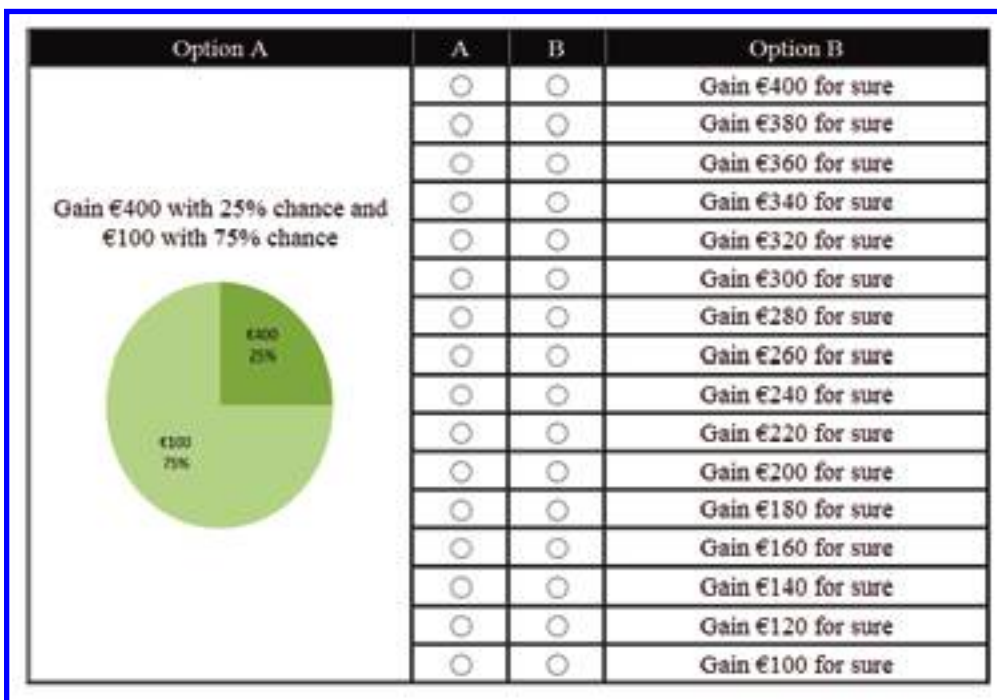 Option A A B Option B
Gain €400 for sure
Gain €380 for sure
Gain €360 for sure
Gain €400 with 25% chance and
€100 with 75% chance
Gain €340 for sure
Gain €320 for sure
Gain €300 for sure
Gain €280 for sure
€400
25%
Gain €260 for sure
Gain €240 for sure
Gain €220 for sure
€100
75%
Gain €200 for sure
Gain €180 for sure
Gain €160 for sure
Gain €140 for sure
Gain €120 for sure
Gain €100 for sure